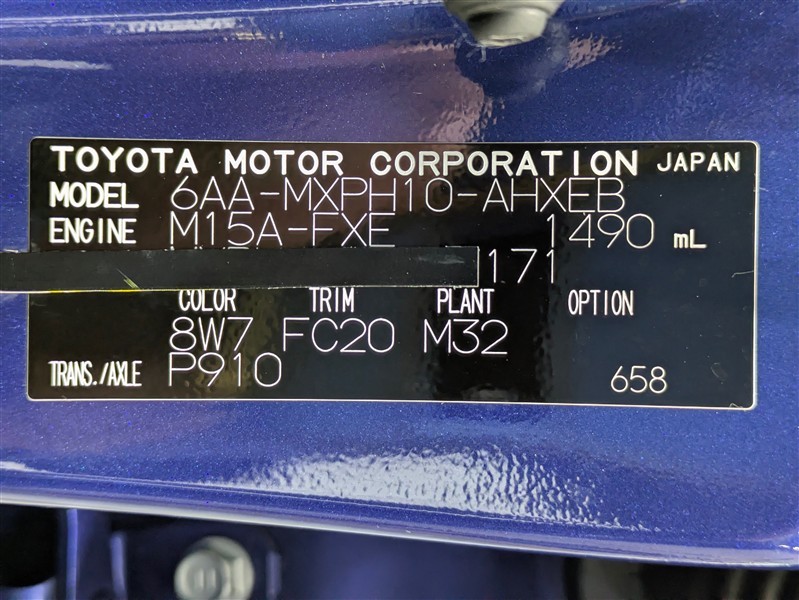 TOYOTA MOTOR CORPORATION JAPAN
MODEL 6AA-MXPH10-AHXEB
ENGINE M15A-FXE 1490 mL
171
COLOR TRIM PLANT OPTION
8W7 FC20 M32
TRANS./AXLE P910 658